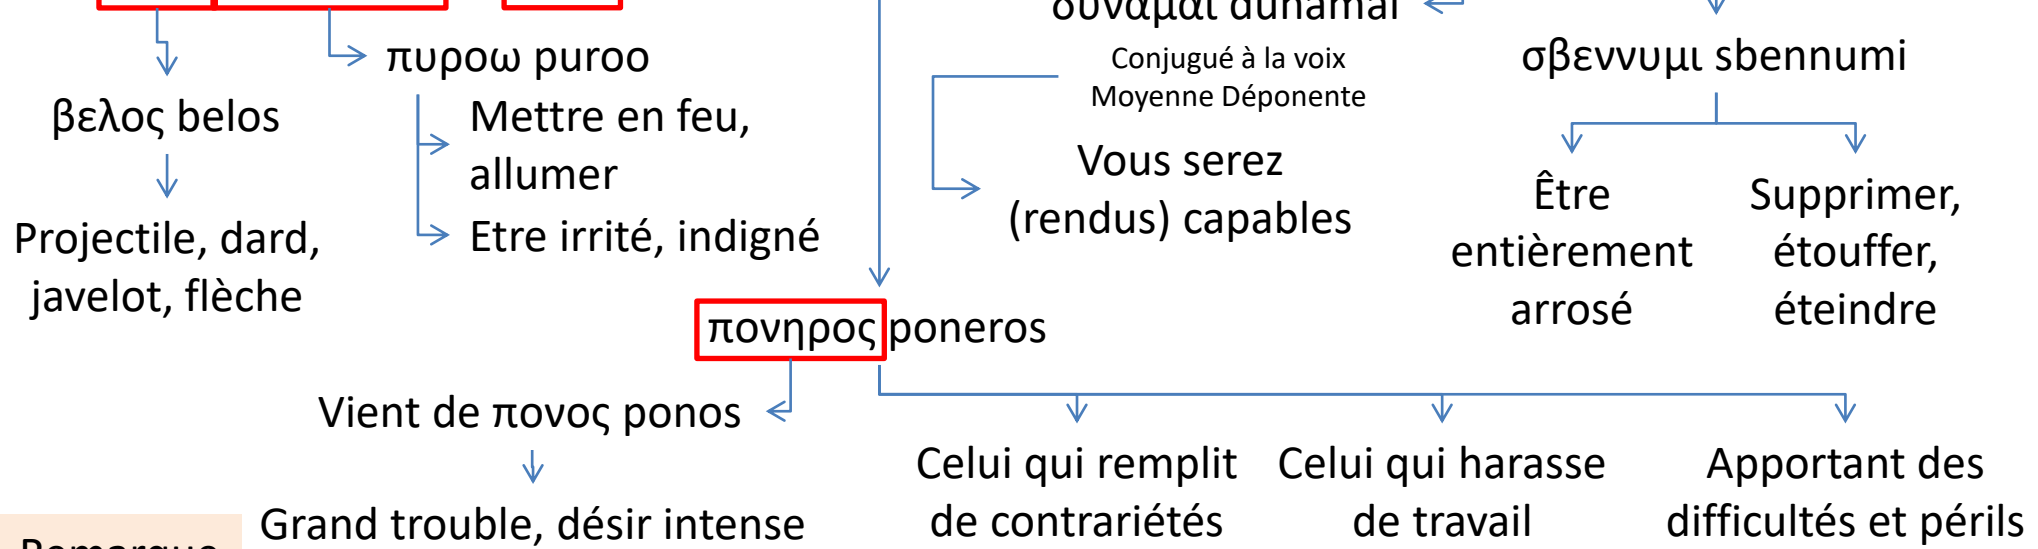 δυναμαι dunamai
πυροω puroo
Conjugué à la voix
Moyenne Déponente
σβεννυμι sbennumi
βελος belos
Mettre en feu,
allumer
Etre irrité, indigné
Vous serez
(rendus) capables
Être
entièrement
arrosé
Supprimer,
étouffer,
éteindre
Projectile, dard,
javelot, flèche
πονηρος poneros
Vient de πονος ponos
Grand trouble, désir intense
Celui qui remplit
de contrariétés
Celui qui harasse
de travail
Apportant des
difficultés et périls
Remarque